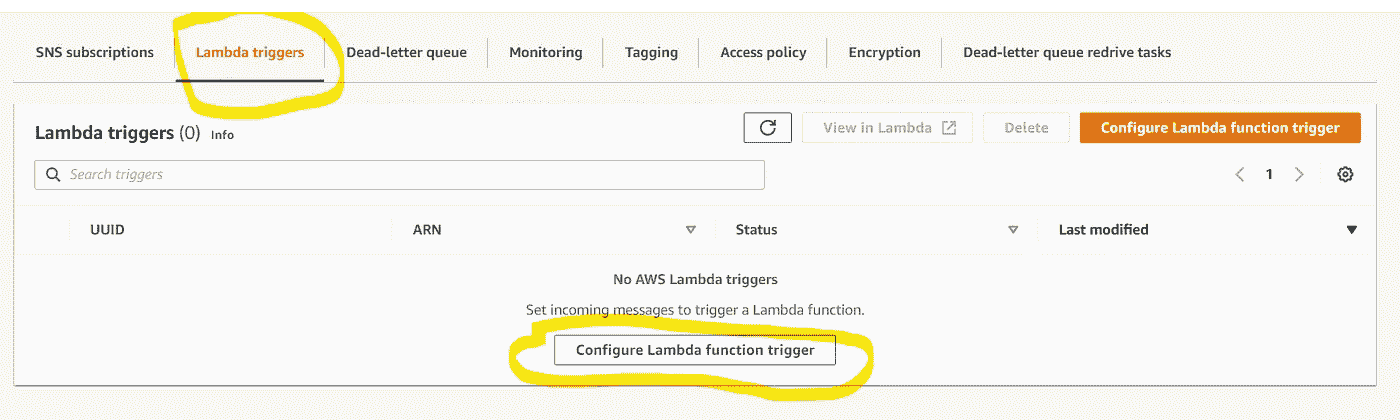 SNS subscriptions Lambda triggers Dead-letter queue Monitoring Tagging Access policy Encryption Dead-letter queue redrive tasks
Lambda triggers (0) Info View in Lambda Delete Configure Lambda function trigger
Search triggers 1
UUID ARN Status Last modified
No AWS Lambda triggers
Set incoming messages to trigger a Lambda function.
Configure Lambda function trigger